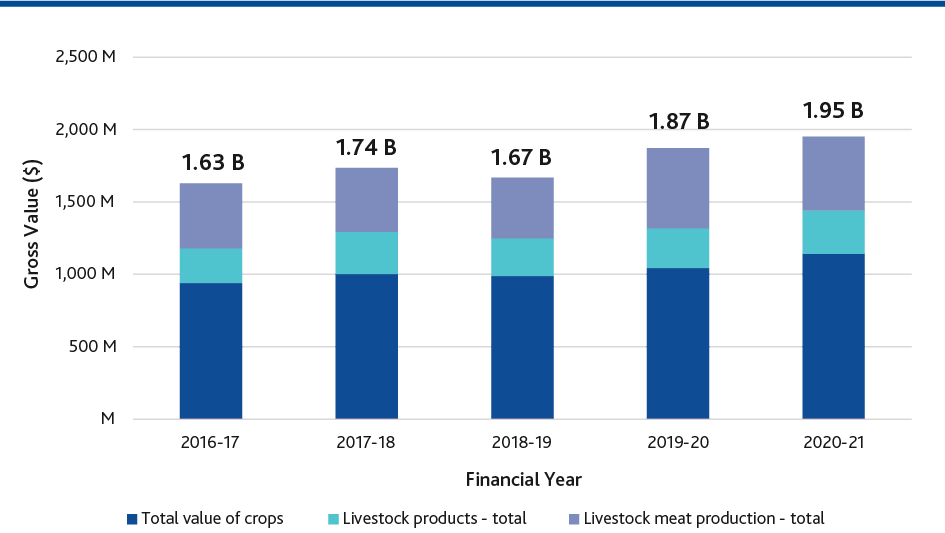 2,500 M
2,000 M
1,500 M
1,000 M
500 M
M
Gross Value ($)
1.63 B
1.74 B
1.67 B
1.87 B
1.95 B
2016-17
2017-18
2018-19
2019-20
2020-21
Financial Year
Total value of crops
Livestock products - total
Livestock meat production - total